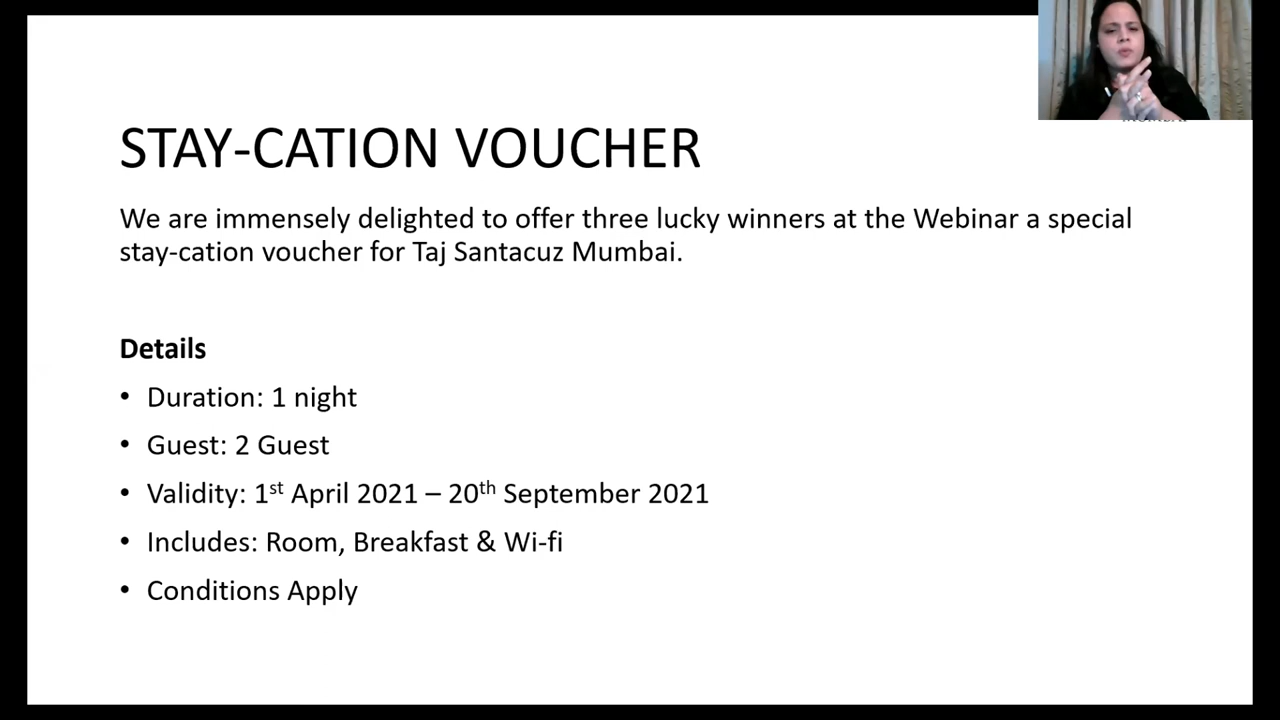 STAY-CATION VOUCHER
We are immensely delighted to offer three lucky winners at the Webinar a special
stay-cation voucher for Taj Santacuz Mumbai.
Details
• Duration: 1 night
• Guest: 2 Guest
• Validity: 1st April 2021 – 20th September 2021
• Includes: Room, Breakfast & Wi-fi
• Conditions Apply